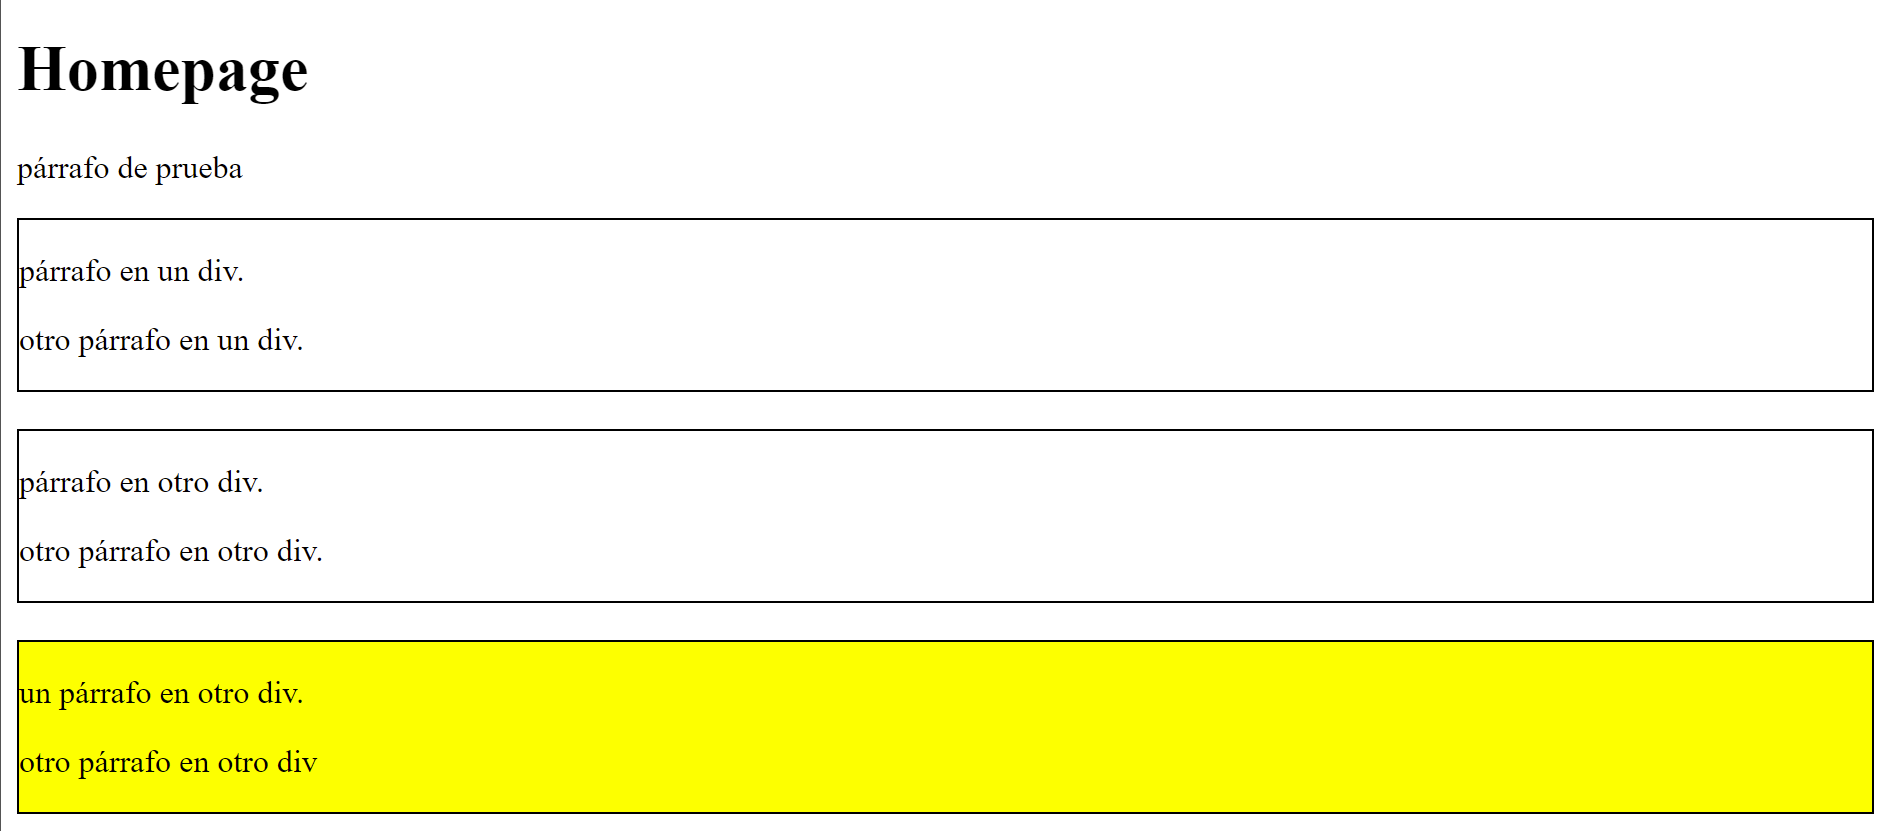 Homepage
párrafo de prueba
párrafo en un div.
otro párrafo en un div.
párrafo en otro div.
otro párrafo en otro div.
un párrafo en otro div.
otro párrafo en otro div